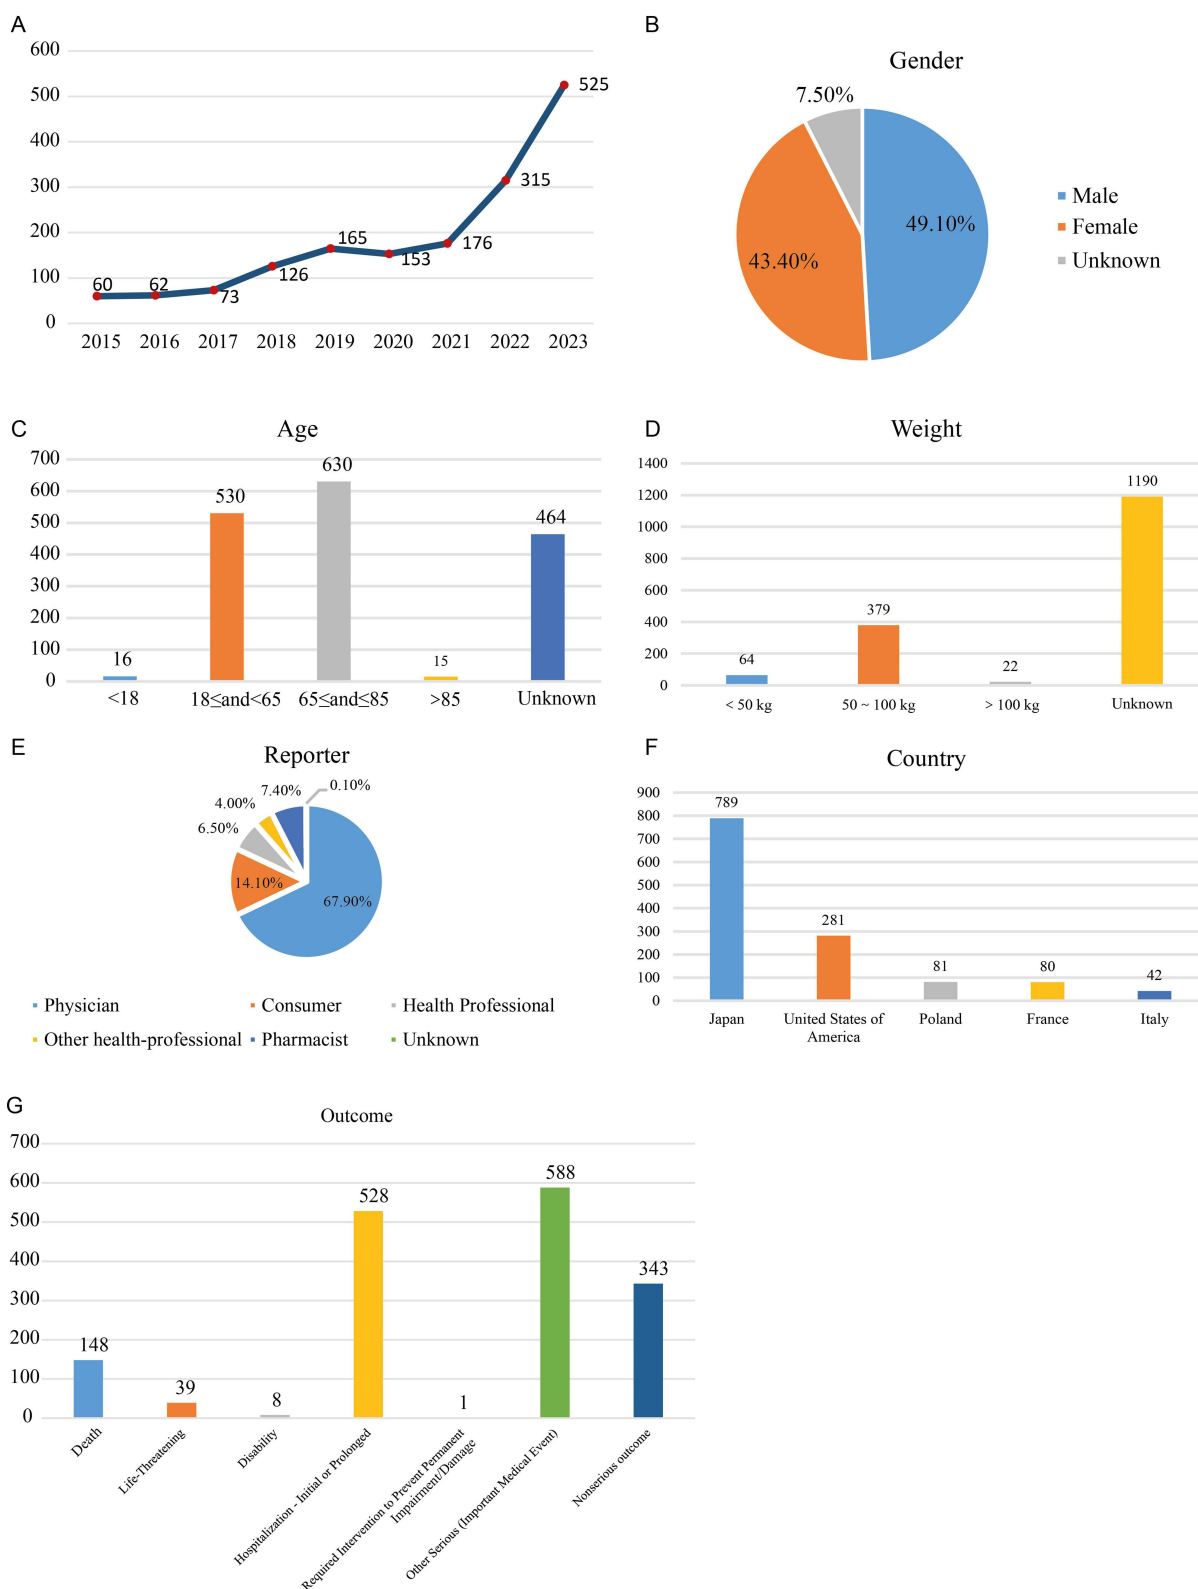 A
600
500
400
300
200
100
0
60
62
73
126
165
153
176
315
525
2015 2016 2017 2018 2019 2020 2021 2022 2023
B
Gender
7.50%
49.10%
43.40%
Male
Female
Unknown
C
Age
700
600
500
400
300
200
100
0
16
530
630
15
464
<18 18≤and<65 65≤and≤85 >85 Unknown
D
Weight
1400
1200
1000
800
600
400
200
0
64
379
22
1190
< 50 kg 50 ~ 100 kg > 100 kg Unknown
E
Reporter
0.10%
7.40%
4.00%
6.50%
14.10%
67.90%
Physician Consumer Health Professional
Other health-professional Pharmacist Unknown
F
Country
900
800
700
600
500
400
300
200
100
0
789
281
81
80
42
Japan United States of Poland France Italy
America
G
Outcome
700
600
500
400
300
200
100
0
148
39
8
528
1
588
343
Death
Life-Threatening
Disability
Hospitalization - Initial or Prolonged
Required Intervention to Prevent Permanent
Impairment/Damage
Other Serious (Important Medical Event)
Nonserious outcome